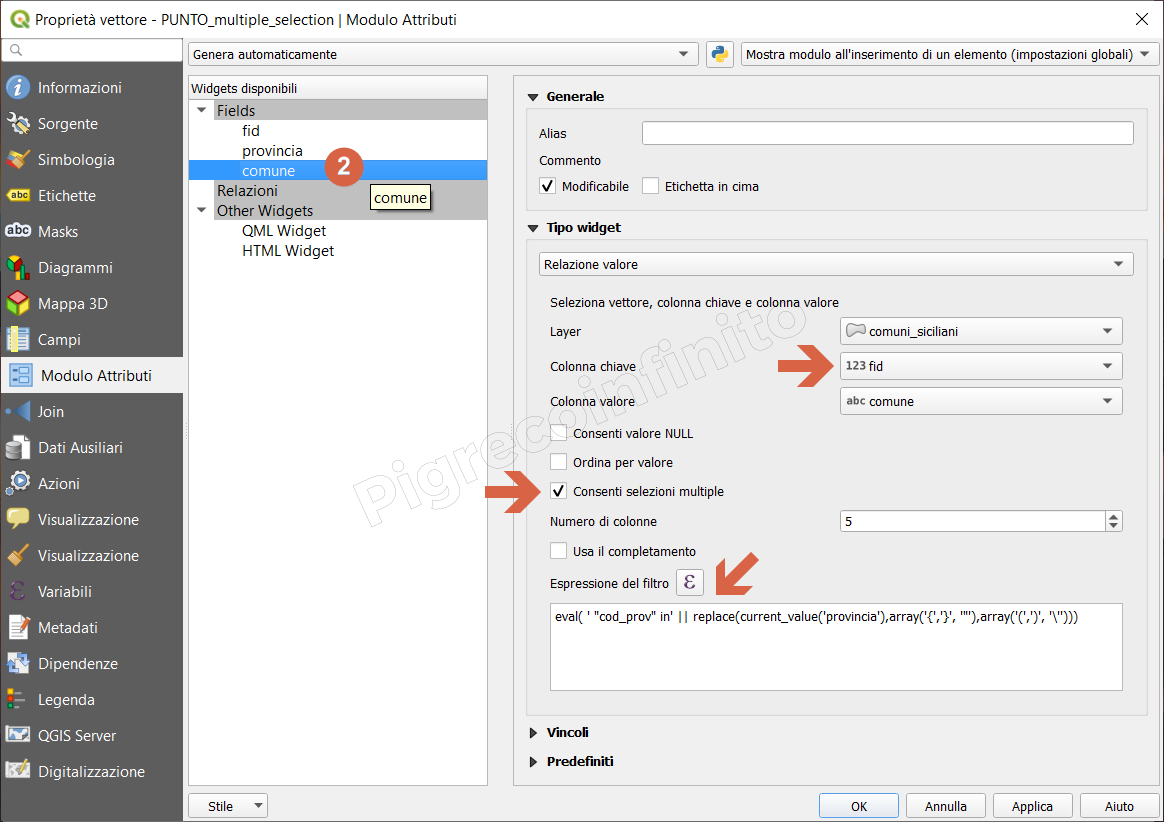 Proprietà vettore - PUNTO_multiple_selection | Modulo Attributi
Genera automaticamente
Mostra modulo all'inserimento di un elemento (impostazioni globali)
Informazioni
Sorgente
Simbologia
abc Etichette
abc Masks
Diagrammi
Mappa 3D
Campi
Modulo Attributi
Join
Dati Ausiliari
Azioni
Visualizzazione
Visualizzazione
Variabili
Metadati
Dipendenze
Legenda
QGIS Server
Digitalizzazione
Widgets disponibili
Fields
fid
provincia
comune
2
comune
Relazioni
Other Widgets
QML Widget
HTML Widget
Generale
Alias
Commento
Modificabile
Etichetta in cima
Tipo widget
Relazione valore
Seleziona vettore, colonna chiave e colonna valore
Layer
comuni_siciliani
Colonna chiave
123 fid
Colonna valore
abc comune
Consenti valore NULL
Ordina per valore
Consenti selezioni multiple
Numero di colonne
5
Usa il completamento
Espressione del filtro
ε
eval( ' "cod_prov" in' || replace(current_value('provincia'),array('{','}', '"'),array('(',')', '\'')))
Vincoli
Predefiniti
Pigrecoinfinito
Stile
OK
Annulla
Applica
Aiuto